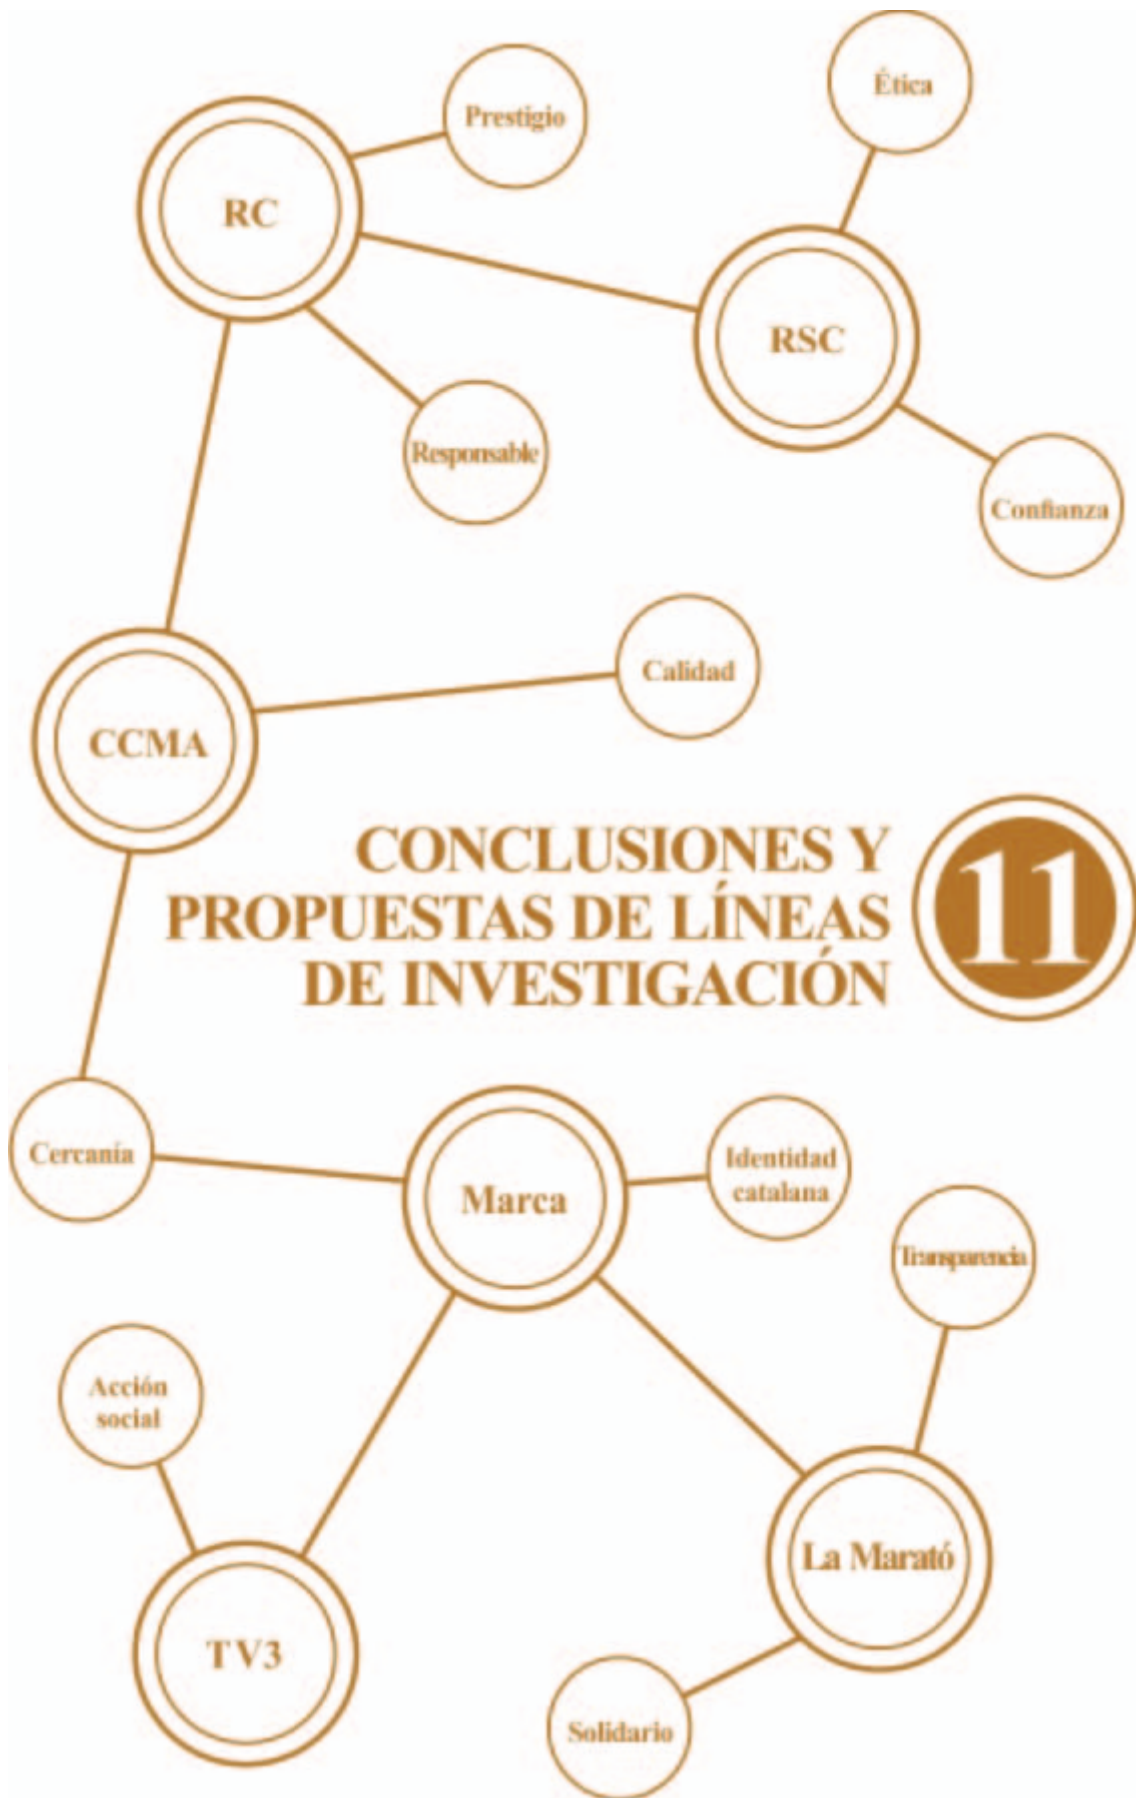 Ética
Prestigio
RC
RSC
Responsable
Confianza
Calidad
CCMA
CONCLUSIONES Y
PROPUESTAS DE LÍNEAS
DE INVESTIGACIÓN
11
Cercanía
Marca
Identidad
catalana
Transparencia
Acción
social
La Marató
TV3
Solidario